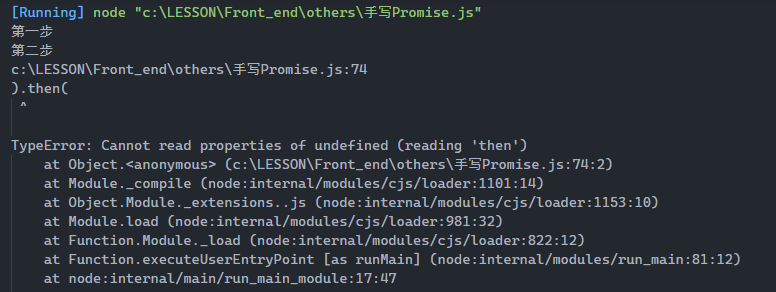 [Running] node "c:\LESSON\Front_end\others\手写Promise.js"
第一步
第二步
c:\LESSON\Front_end\others\手写Promise.js:74
).then(
 ^
TypeError: Cannot read properties of undefined (reading 'then')
    at Object.<anonymous> (c:\LESSON\Front_end\others\手写Promise.js:74:2)
    at Module._compile (node:internal/modules/cjs/loader:1101:14)
    at Object.Module._extensions..js (node:internal/modules/cjs/loader:1153:10)
    at Module.load (node:internal/modules/cjs/loader:981:32)
    at Function.Module._load (node:internal/modules/cjs/loader:822:12)
    at Function.executeUserEntryPoint [as runMain] (node:internal/modules/run_main:81:12)
    at node:internal/main/run_main_module:17:47